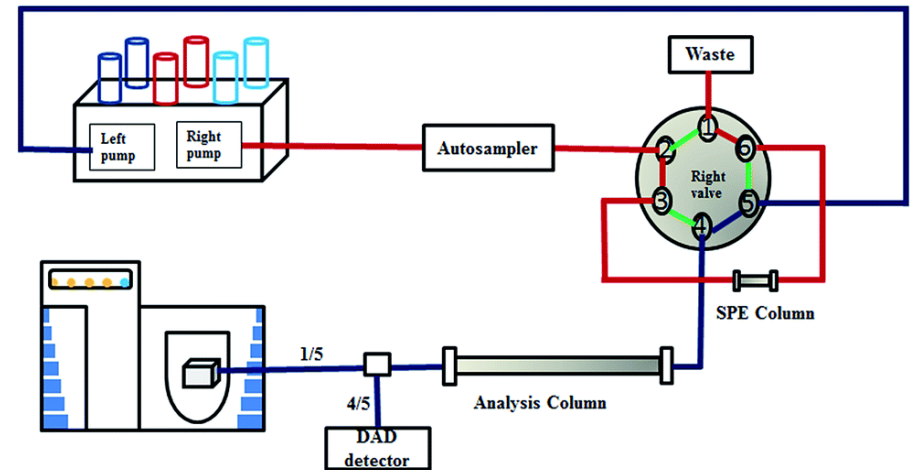 Waste
Left
pump
Right
pump
Autosampler
1
2
6
Right
valve
3
5
4
SPE Column
1/5
4/5
Analysis Column
DAD
detector